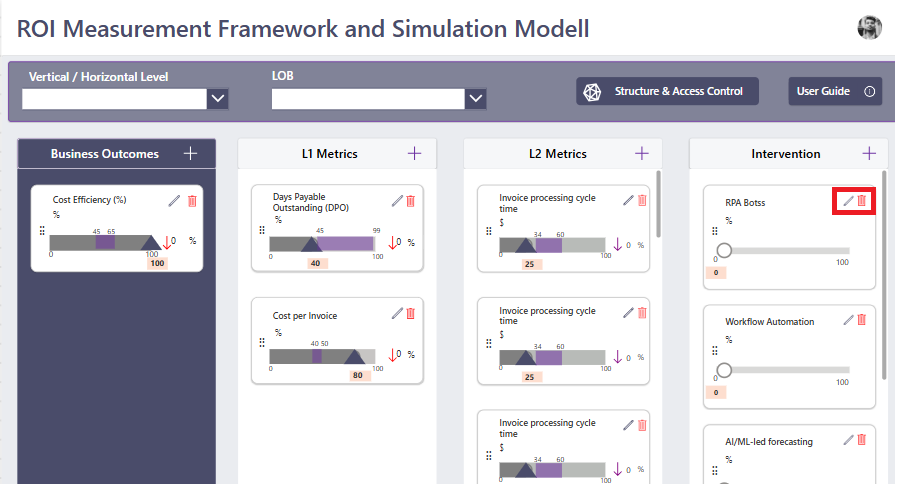 ROI Measurement Framework and Simulation Modell
Vertical / Horizontal Level
LOB
Structure & Access Control
User Guide
Business Outcomes
Cost Efficiency (%)
%
45 65
0 % 
0 100
100
L1 Metrics
Days Payable
Outstanding (DPO)
%
45 99
0 %
0 100
40
Cost per Invoice
%
40 50
0 %
0 100
80
L2 Metrics
Invoice processing cycle
time
$
34 60
0 %
0 100
25
Invoice processing cycle
time
$
34 60
0 %
0 100
25
Invoice processing cycle
time
$
34 60
0 %
0 100
Intervention
RPA Botss
%
0 100
0
Workflow Automation
%
0 100
0
AI/ML-led forecasting
%